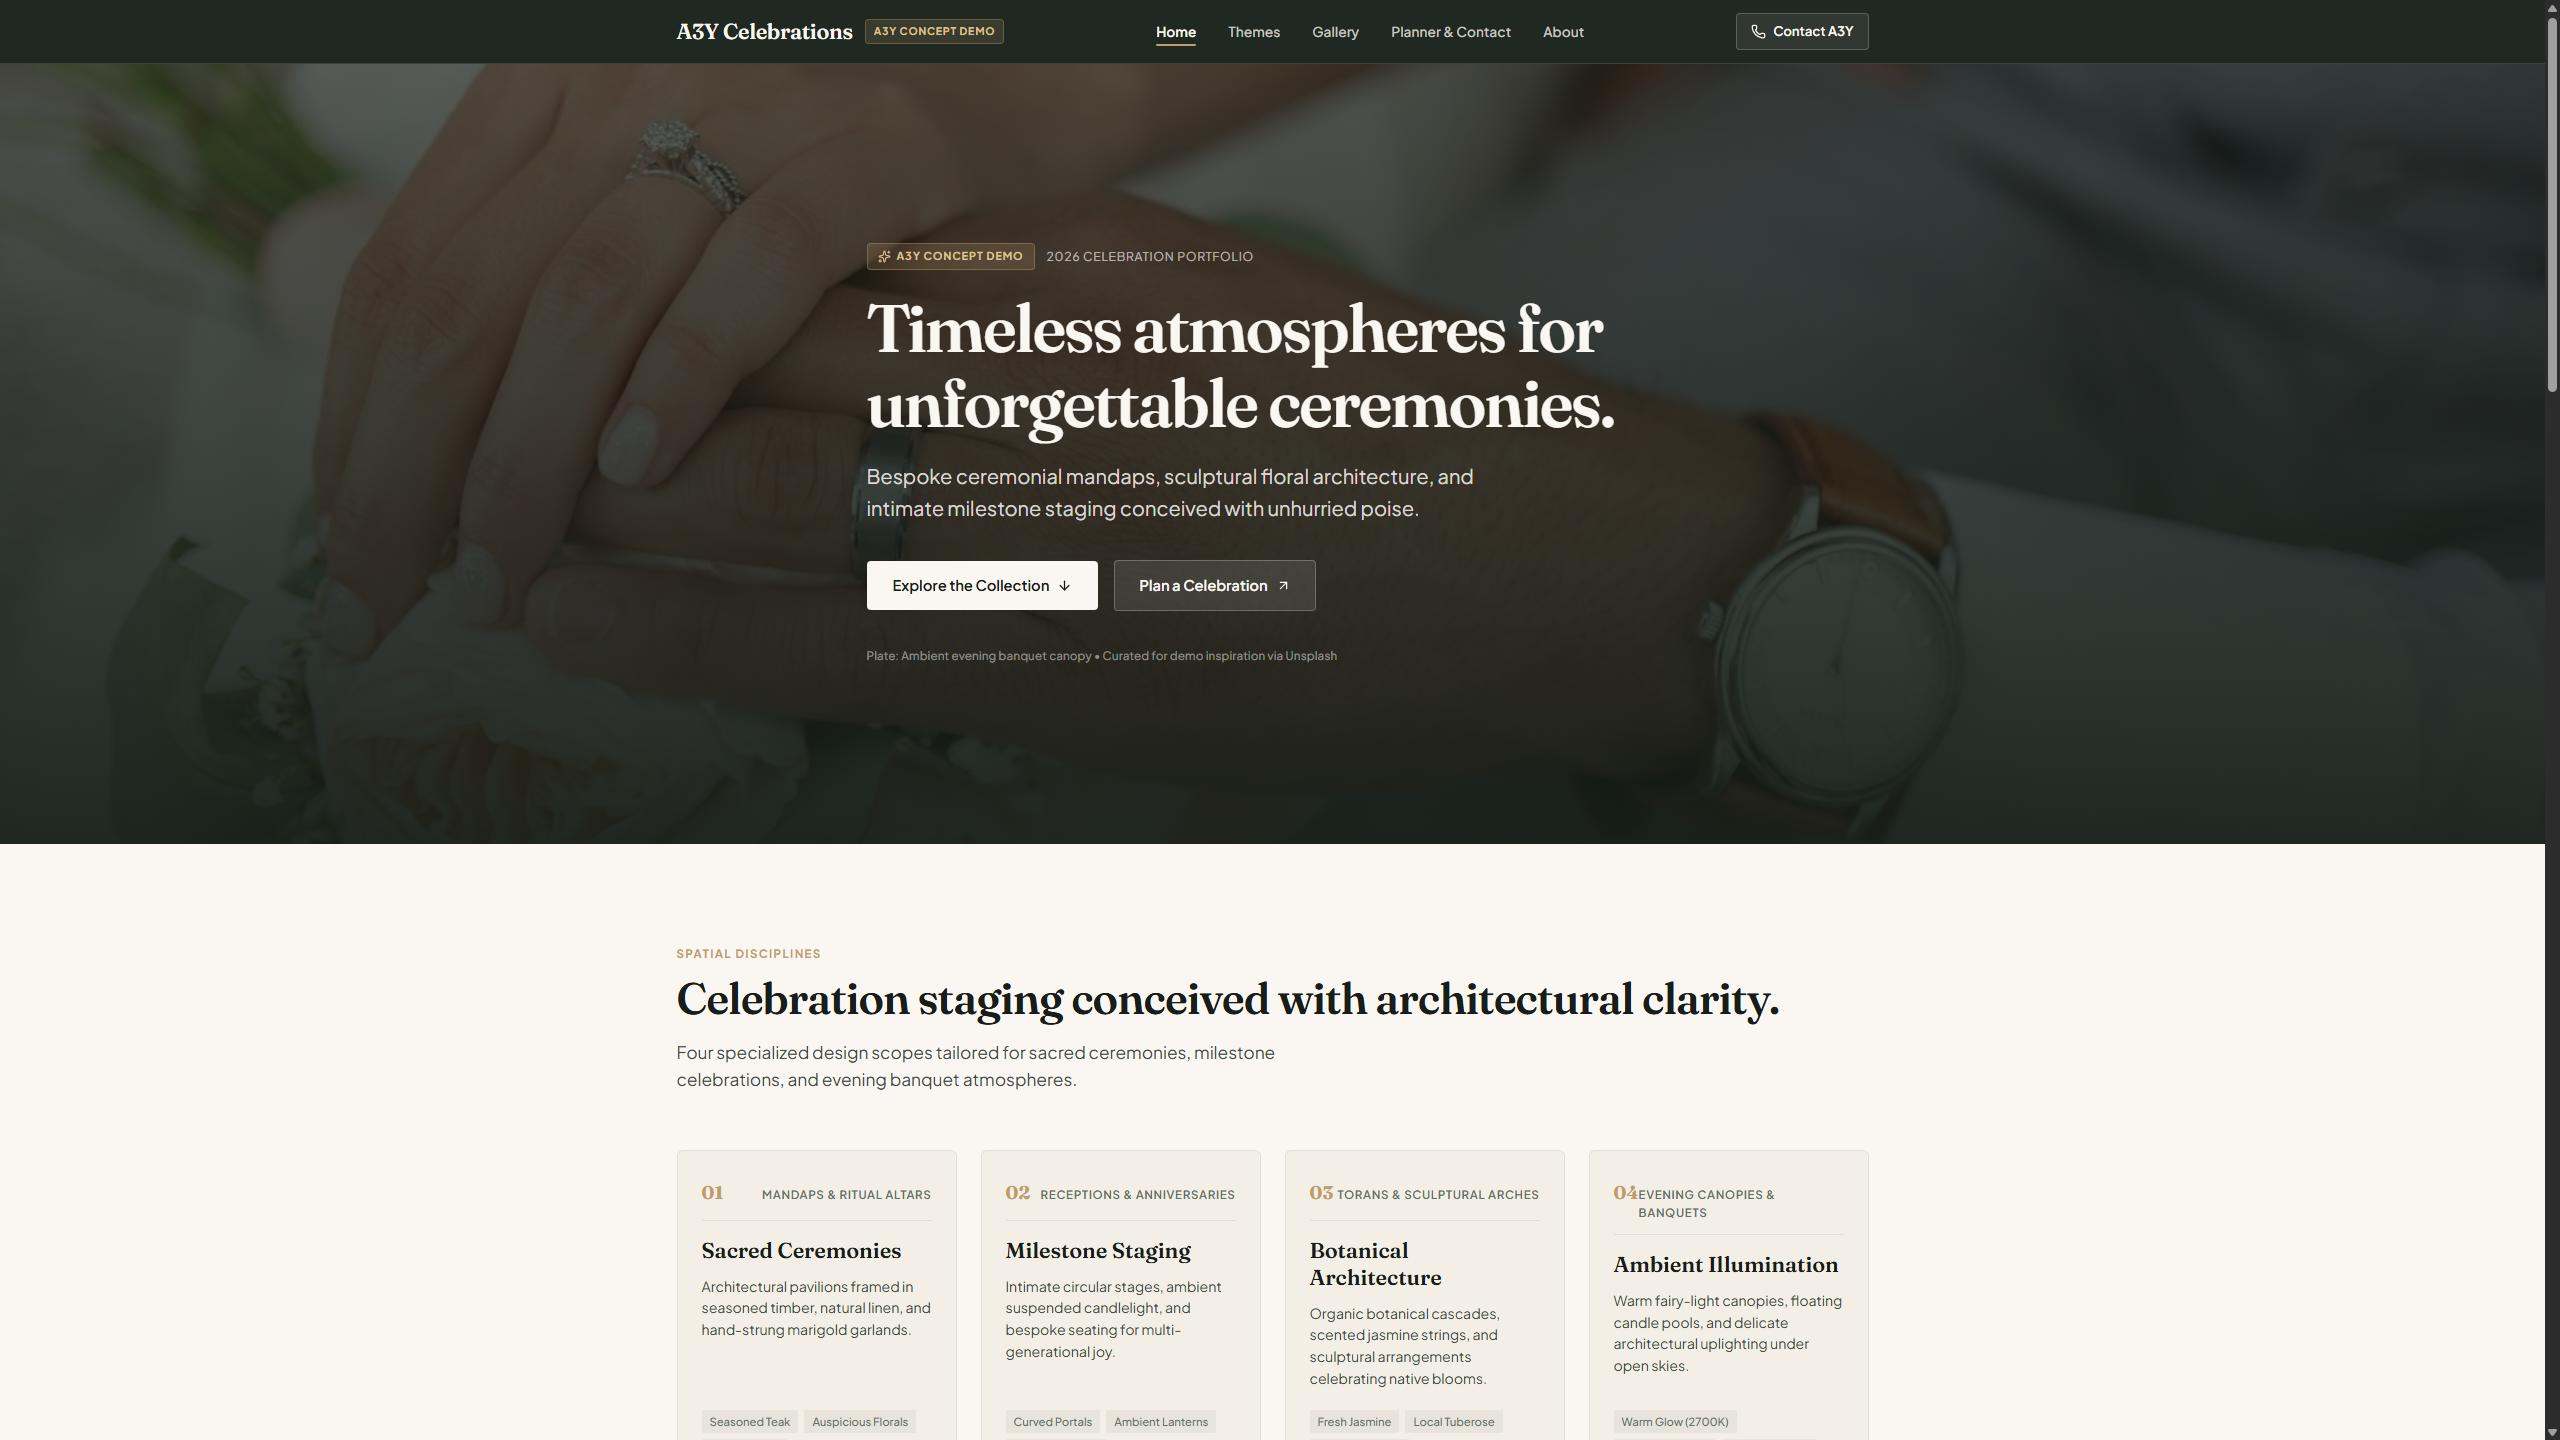 A3Y Celebrations
A3Y CONCEPT DEMO
Home
Themes
Gallery
Planner & Contact
About
Contact A3Y
A3Y CONCEPT DEMO
2026 CELEBRATION PORTFOLIO
Timeless atmospheres for
unforgettable ceremonies.
Bespoke ceremonial mandaps, sculptural floral architecture, and
intimate milestone staging conceived with unhurried poise.
Explore the Collection
Plan a Celebration
Plate: Ambient evening banquet canopy • Curated for demo inspiration via Unsplash
SPATIAL DISCIPLINES
Celebration staging conceived with architectural clarity.
Four specialized design scopes tailored for sacred ceremonies, milestone
celebrations, and evening banquet atmospheres.
01
MANDAPS & RITUAL ALTARS
Sacred Ceremonies
Architectural pavilions framed in
seasoned timber, natural linen, and
hand-strung marigold garlands.
Seasoned Teak
Auspicious Florals
02
RECEPTIONS & ANNIVERSARIES
Milestone Staging
Intimate circular stages, ambient
suspended candlelight, and
bespoke seating for multi-
generational joy.
Curved Portals
Ambient Lanterns
03
TORANS & SCULPTURAL ARCHES
Botanical
Architecture
Organic botanical cascades,
scented jasmine strings, and
sculptural arrangements
celebrating native blooms.
Fresh Jasmine
Local Tuberose
04
EVENING CANOPIES &
BANQUETS
Ambient Illumination
Warm fairy-light canopies, floating
candle pools, and delicate
architectural uplighting under
open skies.
Warm Glow (2700K)